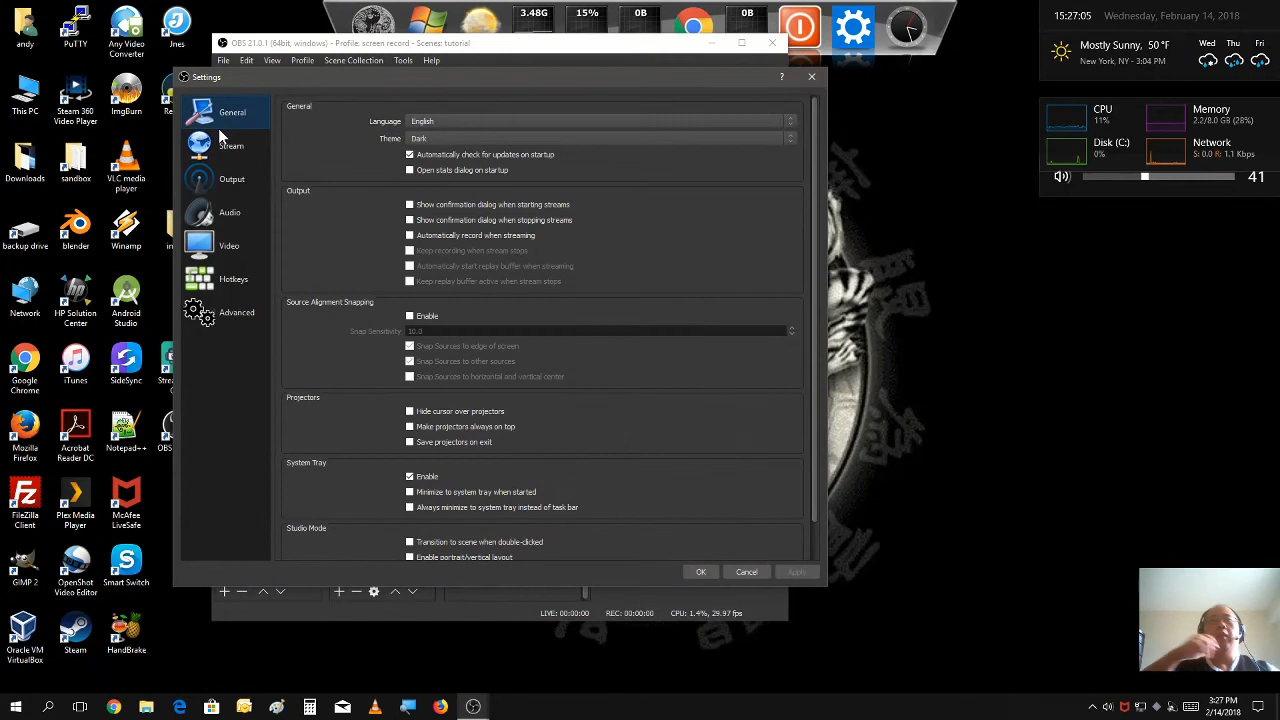 andy
PuTTY
Any Video
Converter
Jnes
This PC
Steam 360
Video Player
ImgBurn
Downloads
sandbox
VLC media
player
backup drive
blender
Winamp
Network
HP Solution
Center
Android
Studio
Google
Chrome
iTunes
SideSync
Mozilla
Firefox
Acrobat
Reader DC
Notepad++
FileZilla
Client
Plex Media
Player
McAfee
LiveSafe
GIMP 2
OpenShot
Video Editor
Smart Switch
Oracle VM
VirtualBox
Steam
HandBrake
3.48G
15%
0B
0B
OBS 21.0.1 (64bit, windows) - Profile: screen record - Scenes: tutorial
File Edit View Profile Scene Collection Tools Help
Settings
General
Stream
Output
Audio
Video
Hotkeys
Advanced
General
Language English
Theme Dark
Automatically check for updates on startup
Open stats dialog on startup
Output
Show confirmation dialog when starting streams
Show confirmation dialog when stopping streams
Automatically record when streaming
Keep recording when stream stops
Automatically start replay buffer when streaming
Keep replay buffer active when stream stops
Source Alignment Snapping
Enable
Snap Sensitivity 10.0
Snap Sources to edge of screen
Snap Sources to other sources
Snap Sources to horizontal and vertical center
Projectors
Hide cursor over projectors
Make projectors always on top
Save projectors on exit
System Tray
Enable
Minimize to system tray when started
Always minimize to system tray instead of task bar
Studio Mode
Transition to scene when double-clicked
Enable portrait/vertical layout
OK Cancel Apply
LIVE: 00:00:00 REC: 00:00:00 CPU: 1.4%, 29.97 fps
15:27:05 Wednesday, February 14, 2018
Mostly Sunny, 50°F
New York, NY - 3:04 PM
Wed Thu Fri
CPU
11%
Memory
2.2/8.0 GB (28%)
Disk (C:)
0%
Network
S: 0.0 R: 1.1 Kbps
41
3:27 PM
2/14/2018